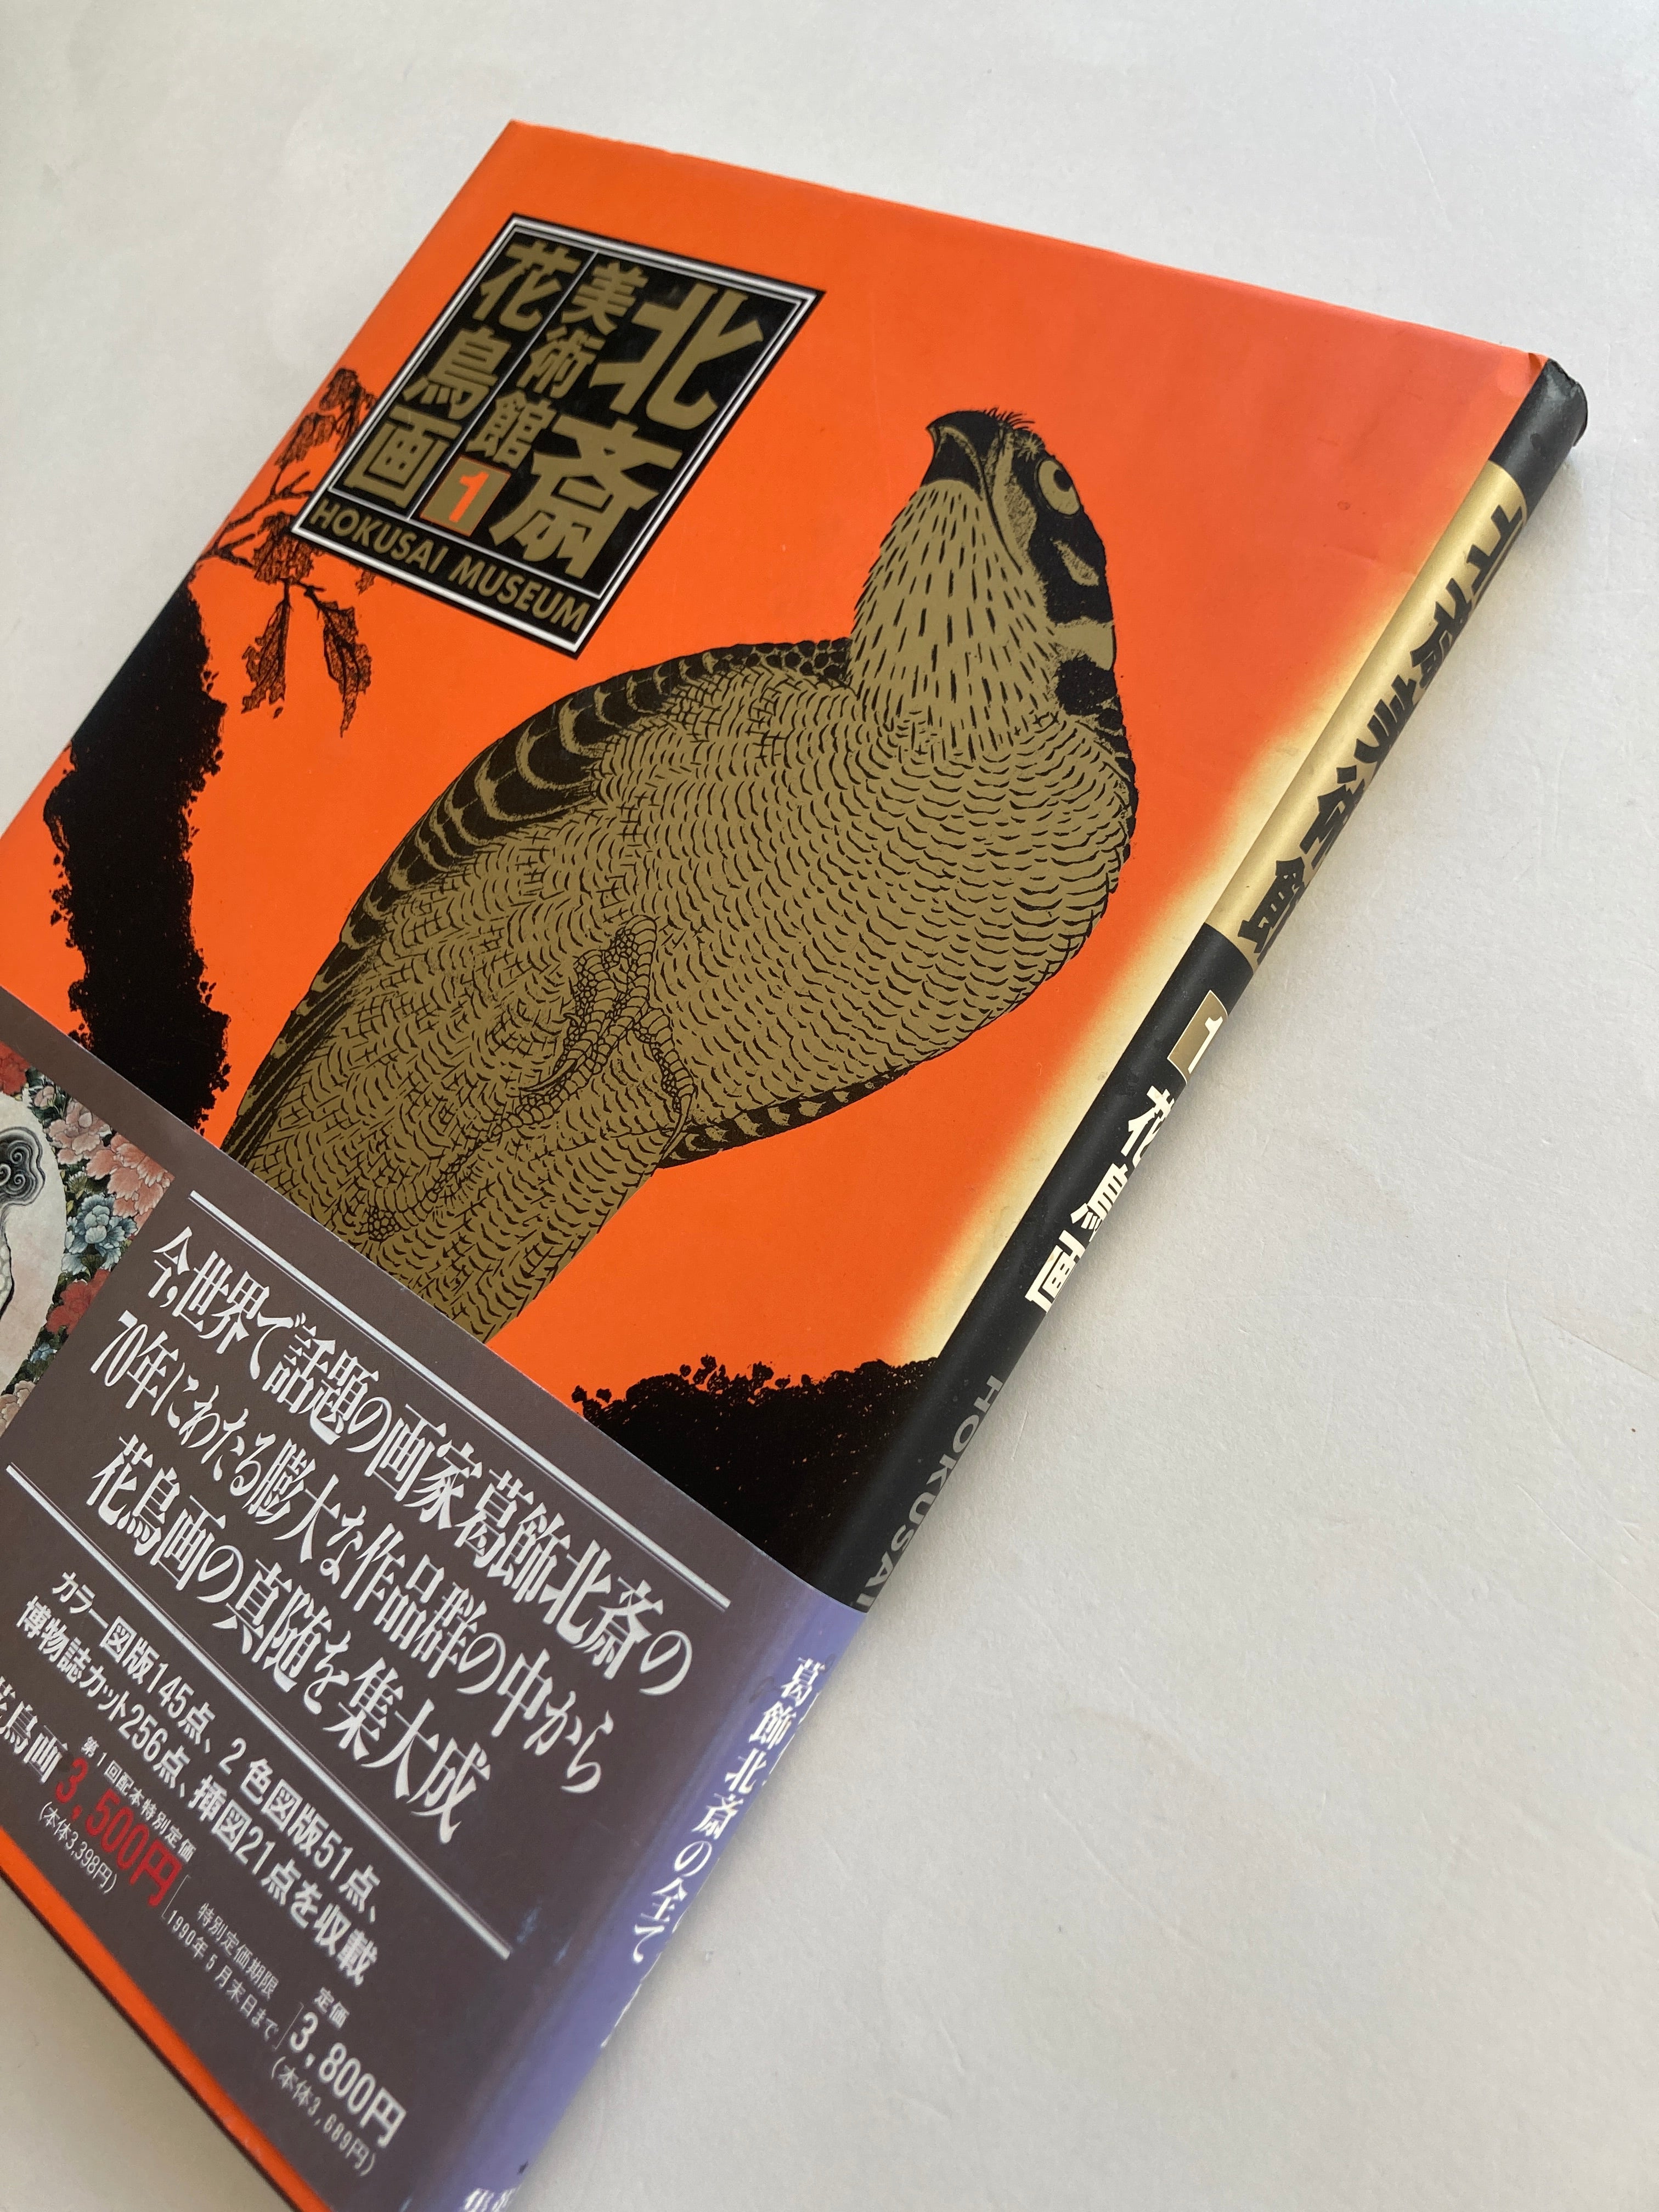 北斎
美術館1
花鳥画
HOKUSAI MUSEUM
今、世界で話題の画家葛飾北斎の
70年にわたる膨大な作品群の中から
花鳥画の真随を集大成
カラー図版145点、2色図版51点、
博物誌カット256点、挿図21点を収載
花鳥画
第1回配本特別定価
3,500円
(本体3,398円)
特別定価期限
1990年5月末日まで
定価
3,800円
(本体3,689円)
北斎美術館
1
花鳥画
HOKUSAI
葛飾北斎の全て